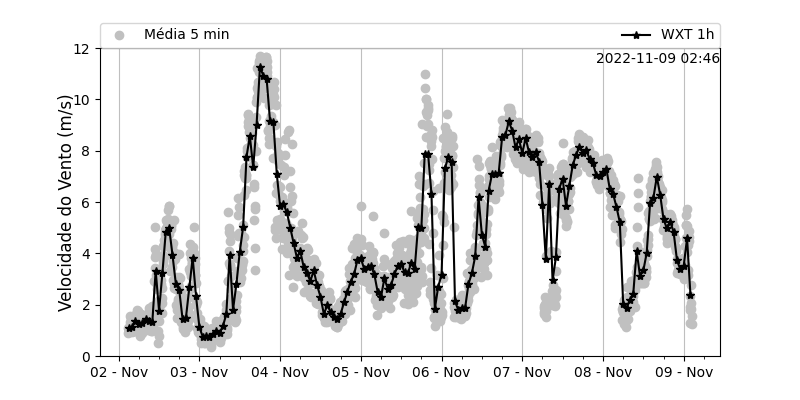 Média 5 min
WXT 1h
2022-11-09 02:46
Velocidade do Vento (m/s)
12
10
8
6
4
2
0
02 - Nov
03 - Nov
04 - Nov
05 - Nov
06 - Nov
07 - Nov
08 - Nov
09 - Nov